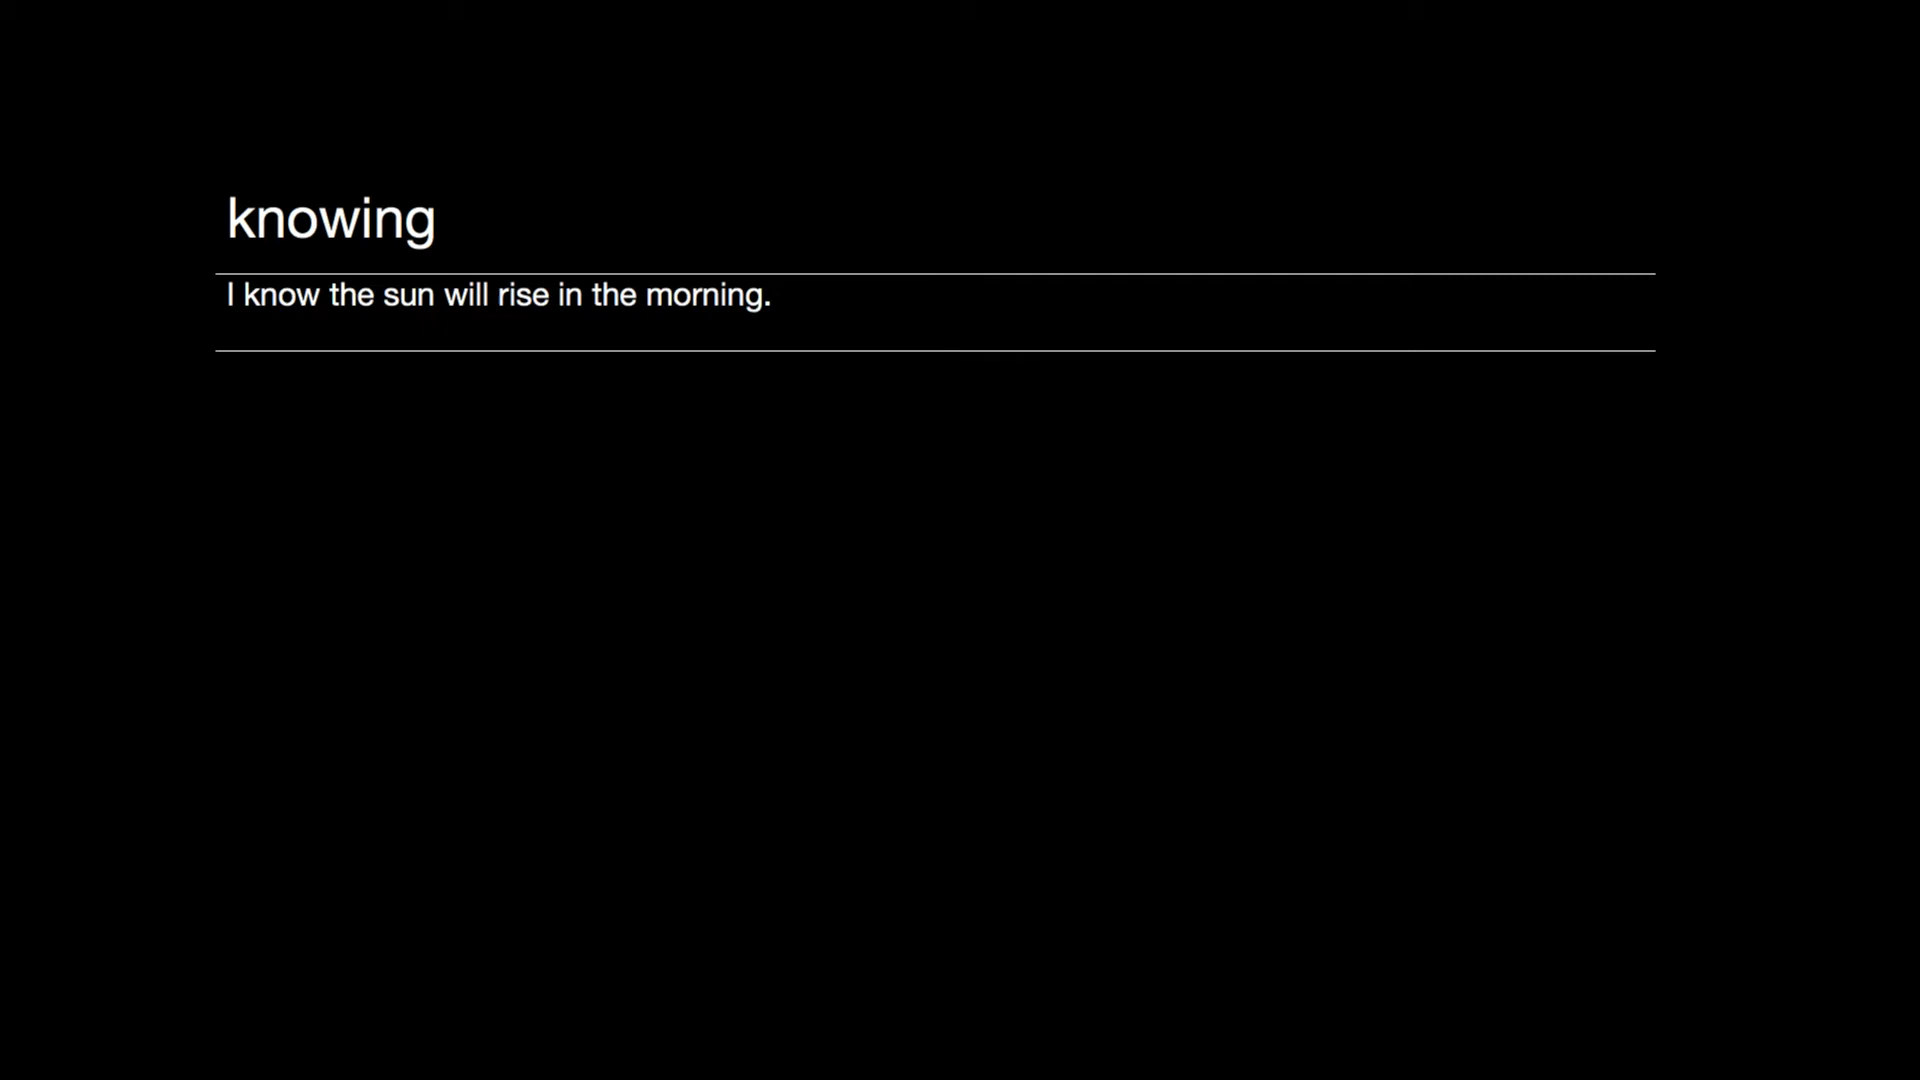 knowing
I know the sun will rise in the morning.